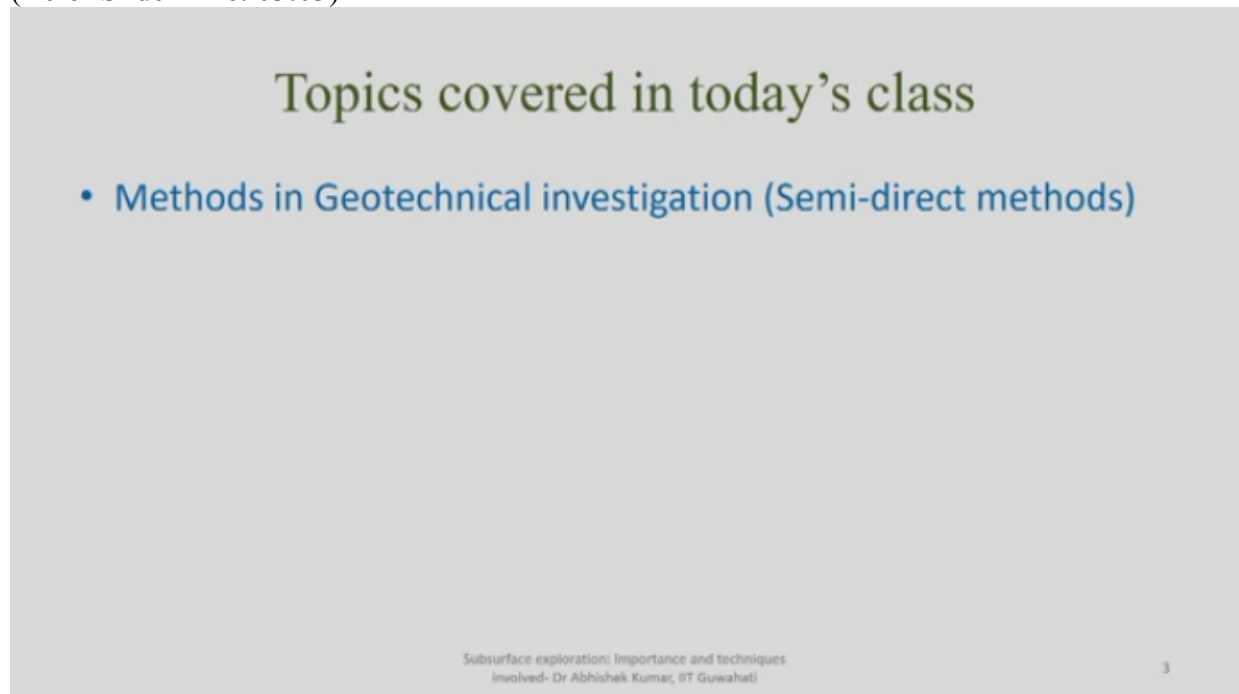 Topics covered in today's class
• Methods in Geotechnical investigation (Semi-direct methods)
Subsurface exploration: Importance and techniques
involved- Dr Abhishek Kumar, IIT Guwahati
3